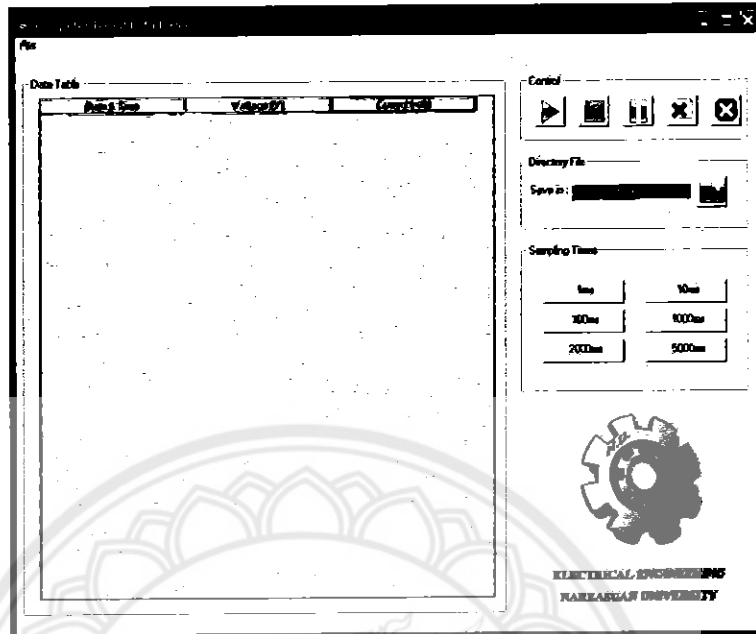 File
Data Table
Date & Time Voltage (V) Current (A)
Control
Directory File
Save in :
Sampling Times
1ms 10ms
100ms 1000ms
2000ms 5000ms
ELECTRICAL ENGINEERING
NARESUAN UNIVERSITY